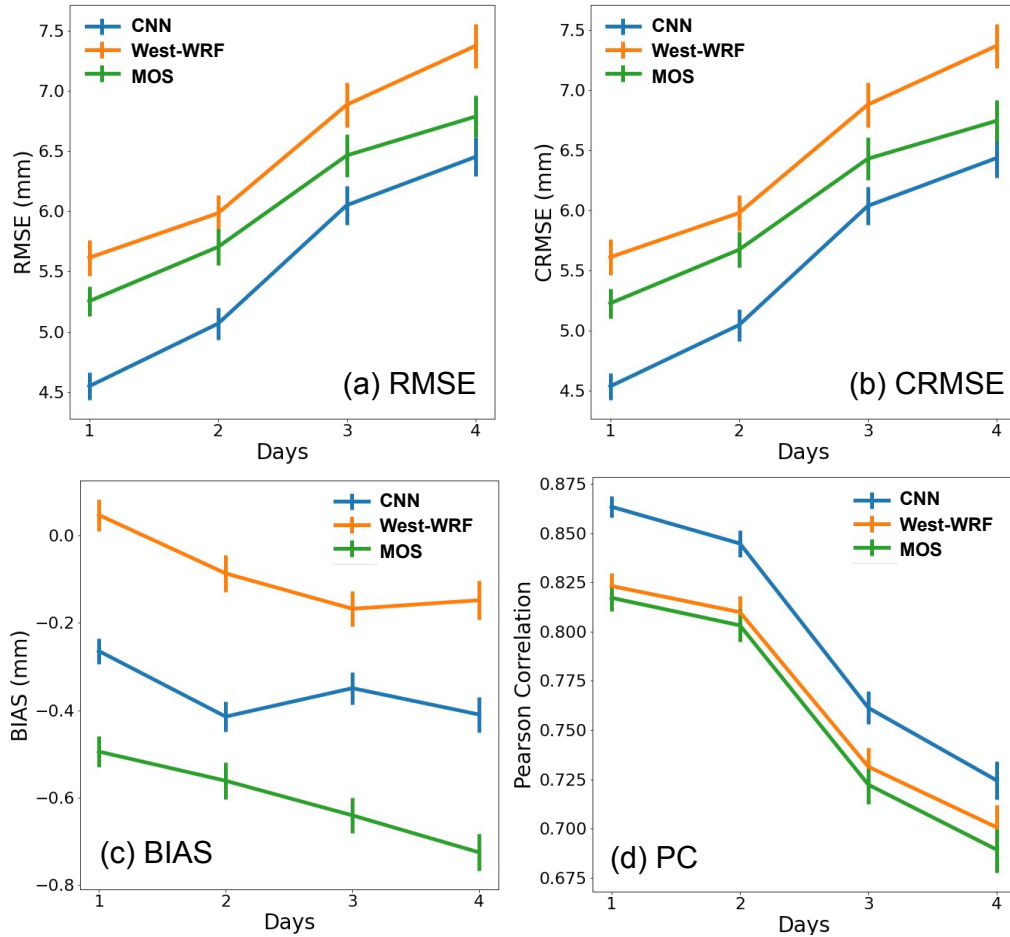 CNN
West-WRF
MOS
7.5
7.0
6.5
6.0
5.5
5.0
4.5
RMSE (mm)
(a) RMSE
1 2 3 4
Days
CNN
West-WRF
MOS
7.5
7.0
6.5
6.0
5.5
5.0
4.5
CRMSE (mm)
(b) CRMSE
1 2 3 4
Days
CNN
West-WRF
MOS
0.0
−0.2
−0.4
−0.6
−0.8
BIAS (mm)
(c) BIAS
1 2 3 4
Days
CNN
West-WRF
MOS
0.875
0.850
0.825
0.800
0.775
0.750
0.725
0.700
0.675
Pearson Correlation
(d) PC
1 2 3 4
Days